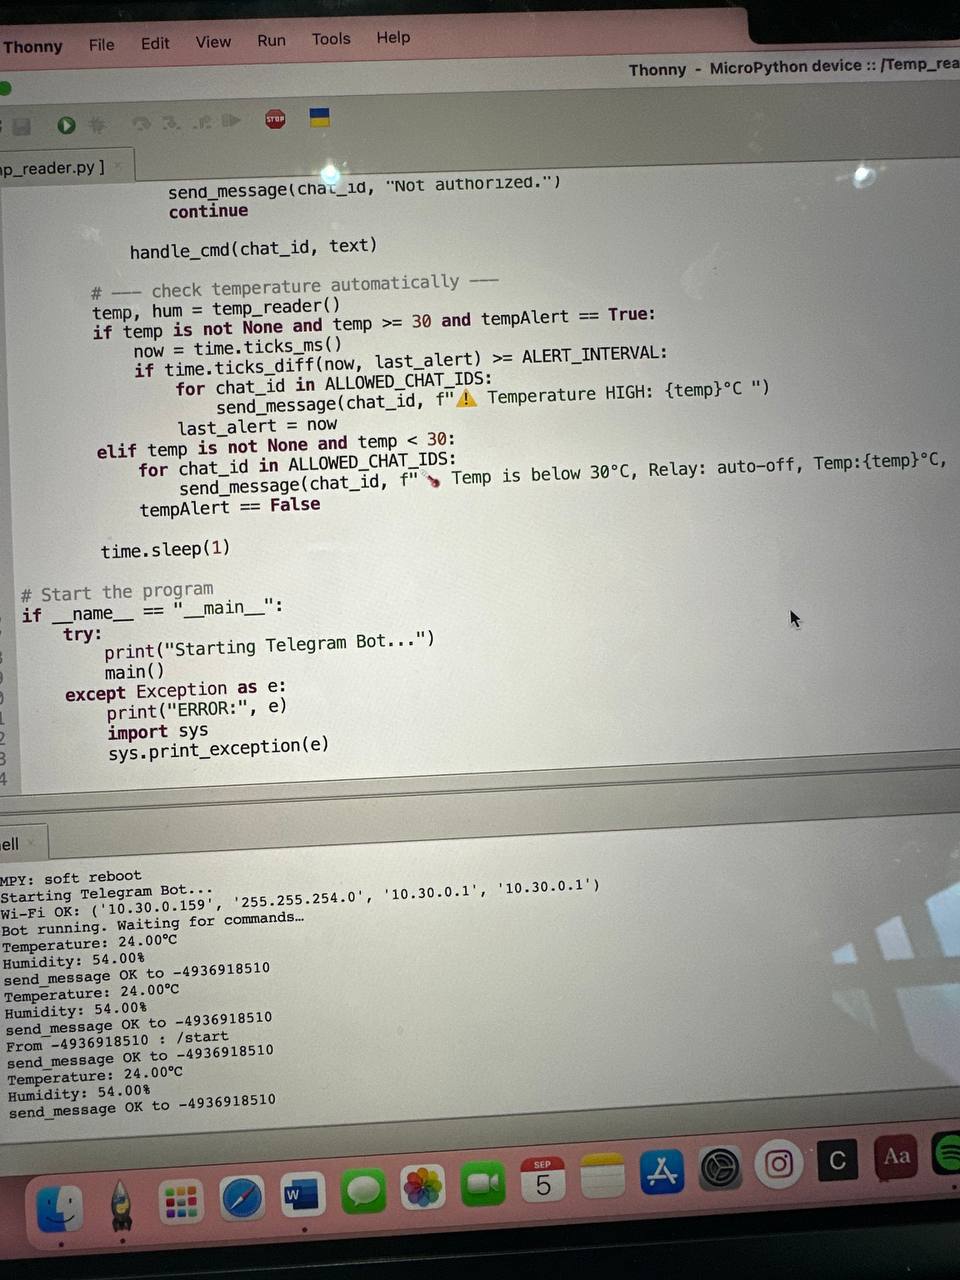 Thonny File Edit View Run Tools Help
Thonny - MicroPython device :: /Temp_rea
STOP
mp_reader.py ]
send_message(chat_id, "Not authorized.")
continue
handle_cmd(chat_id, text)
# –—– check temperature automatically –—–
temp, hum = temp_reader()
if temp is not None and temp >= 30 and tempAlert == True:
now = time.ticks_ms()
if time.ticks_diff(now, last_alert) >= ALERT_INTERVAL:
for chat_id in ALLOWED_CHAT_IDS:
send_message(chat_id, f"⚠️ Temperature HIGH: {temp}°C ")
last_alert = now
elif temp is not None and temp < 30:
for chat_id in ALLOWED_CHAT_IDS:
send_message(chat_id, f"🌡️ Temp is below 30°C, Relay: auto-off, Temp:{temp}°C,
tempAlert == False
time.sleep(1)
# Start the program
if __name__ == "__main__":
try:
print("Starting Telegram Bot...")
main()
except Exception as e:
print("ERROR:", e)
import sys
sys.print_exception(e)
ell
MPY: soft reboot
Starting Telegram Bot...
Wi-Fi OK: ('10.30.0.159', '255.255.254.0', '10.30.0.1', '10.30.0.1')
Bot running. Waiting for commands…
Temperature: 24.00°C
Humidity: 54.00%
send_message OK to -4936918510
Temperature: 24.00°C
Humidity: 54.00%
send_message OK to -4936918510
From -4936918510 : /start
send_message OK to -4936918510
Temperature: 24.00°C
Humidity: 54.00%
send_message OK to -4936918510
W
SEP
5
C
Aa